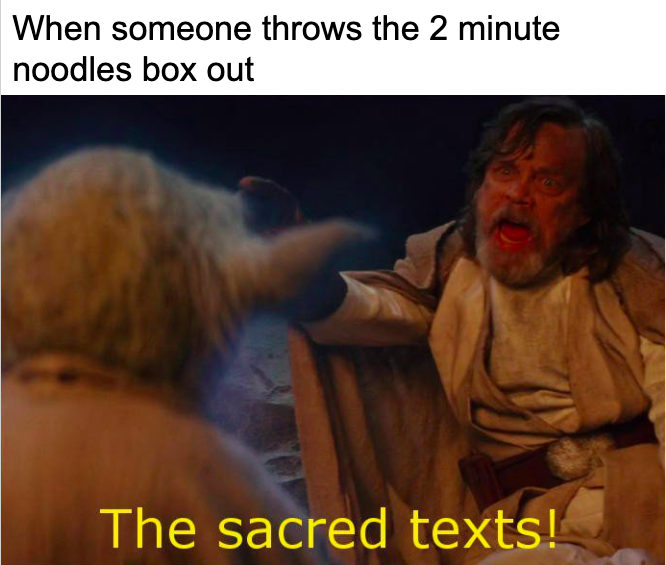 When someone throws the 2 minute
noodles box out
The sacred texts!